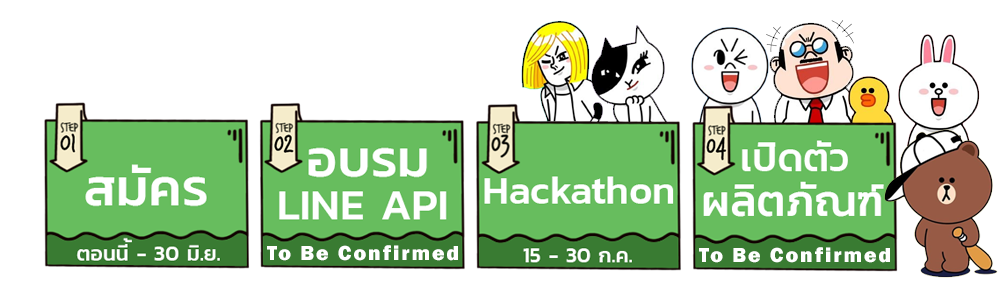 STEP
01
สมัคร
ตอนนี้ - 30 มิ.ย.
STEP
02
อบรม
LINE API
To Be Confirmed
STEP
03
Hackathon
15 - 30 ก.ค.
STEP
04
เปิดตัว
ผลิตภัณฑ์
To Be Confirmed